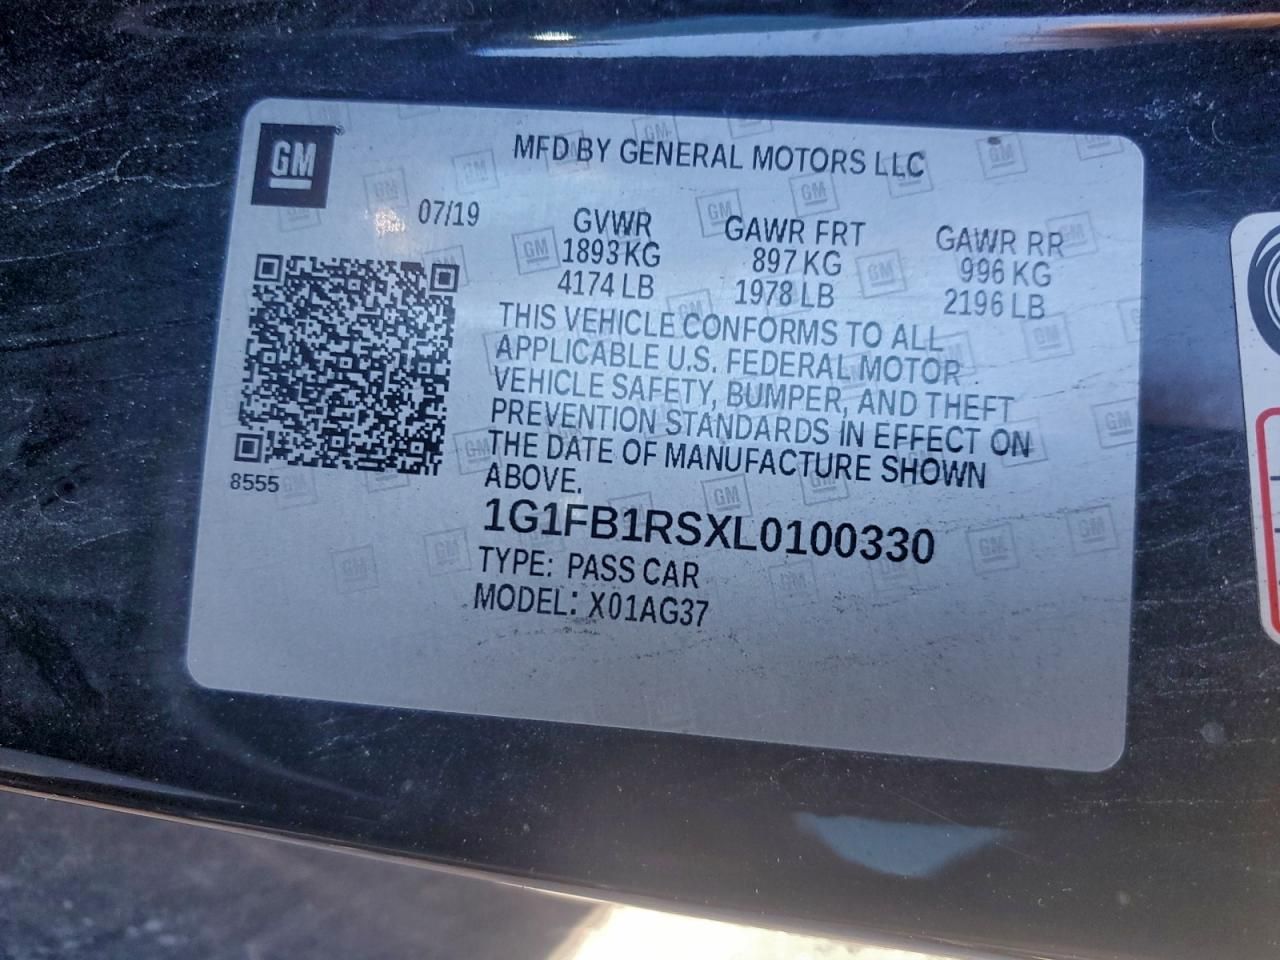 GM
MFD BY GENERAL MOTORS LLC
07/19
GVWR GAWR FRT GAWR RR
1893 KG 897 KG 996 KG
4174 LB 1978 LB 2196 LB
THIS VEHICLE CONFORMS TO ALL
APPLICABLE U.S. FEDERAL MOTOR
VEHICLE SAFETY, BUMPER, AND THEFT
PREVENTION STANDARDS IN EFFECT ON
THE DATE OF MANUFACTURE SHOWN
ABOVE.
8555
1G1FB1RSXL0100330
TYPE: PASS CAR
MODEL: X01AG37